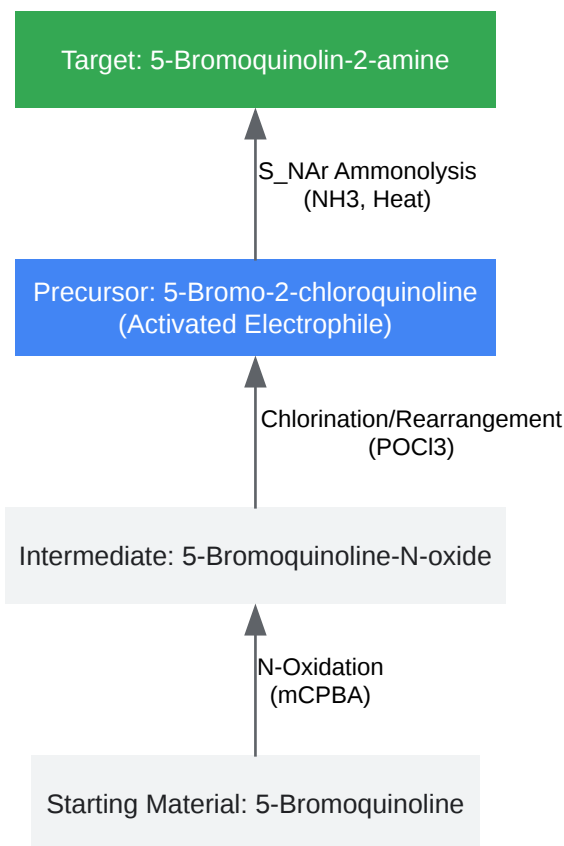 Target: 5-Bromoquinolin-2-amine
S_NAr Ammonolysis
(NH3, Heat)
Precursor: 5-Bromo-2-chloroquinoline
(Activated Electrophile)
Chlorination/Rearrangement
(POCl3)
Intermediate: 5-Bromoquinoline-N-oxide
N-Oxidation
(mCPBA)
Starting Material: 5-Bromoquinoline